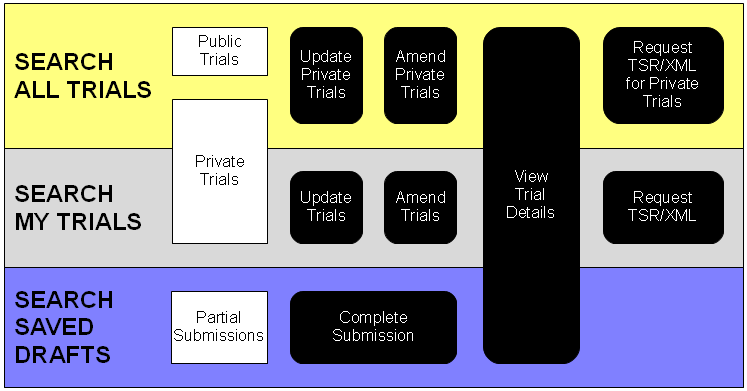 SEARCH
ALL TRIALS
Public
Trials
Private
Trials
Update
Private
Trials
Amend
Private
Trials
View
Trial
Details
Request
TSR/XML
for Private
Trials
SEARCH
MY TRIALS
Update
Trials
Amend
Trials
Request
TSR/XML
SEARCH
SAVED
DRAFTS
Partial
Submissions
Complete
Submission